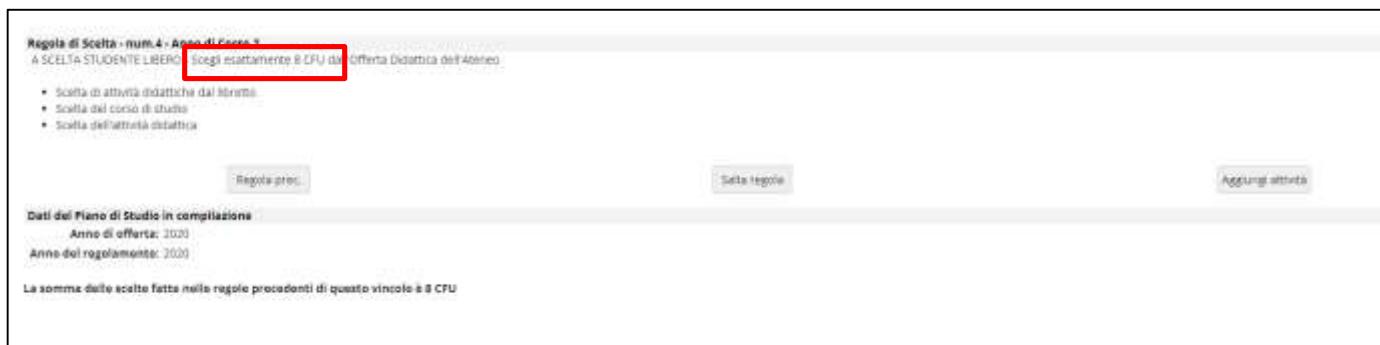 Regola di Scelta - num.4 - Anno di Corso 3
A SCELTA STUDENTE LIBERO Scegli esattamente 8 CFU dall'Offerta Didattica dell'Ateneo
Scelta di attività didattiche dal libretto
Scelta del corso di studio
Scelta dell'attività didattica
Regola prec.
Salta regola
Aggiungi attività
Dati del Piano di Studio in compilazione
Anno di offerta: 2020
Anno del regolamento: 2020
La somma delle scelte fatte nelle regole precedenti di questo vincolo è 8 CFU